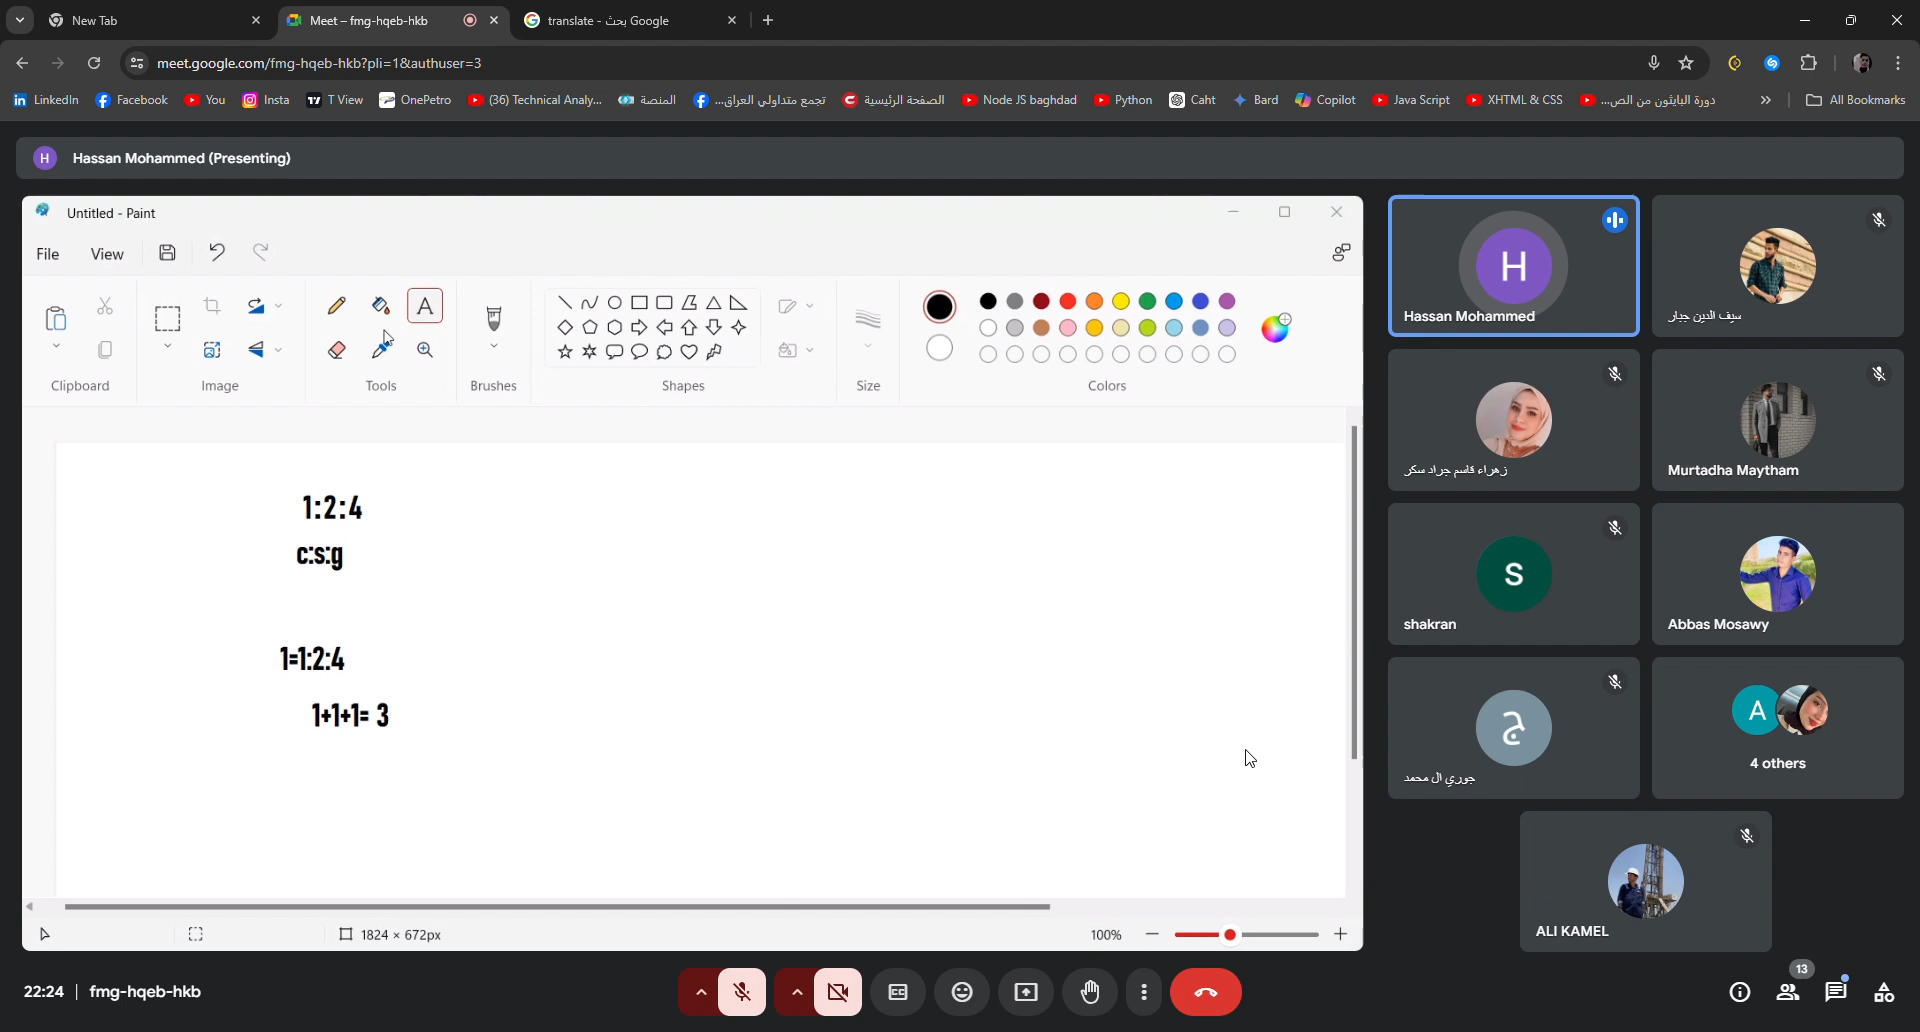 New Tab
Meet – fmg-hqeb-hkb
translate - بحث Google
meet.google.com/fmg-hqeb-hkb?pli=1&authuser=3
LinkedIn
Facebook
You
Insta
T View
OnePetro
(36) Technical Analy...
المنصة
تجمع متداولي العراق...
الصفحة الرئيسية
Node JS baghdad
Python
Caht
Bard
Copilot
Java Script
XHTML & CSS
دورة البايثون من الص...
All Bookmarks
H
Hassan Mohammed (Presenting)
Untitled - Paint
File
View
A
Clipboard
Image
Tools
Brushes
Shapes
Size
Colors
1:2:4
c:s:g
1=1:2:4
1+1+1= 3
1824 × 672px
100%
H
Hassan Mohammed
سيف الدين جبار
زهراء قاسم جراد سكر
Murtadha Maytham
S
shakran
Abbas Mosawy
ج
جوري ال محمد
A
4 others
ALI KAMEL
22:24 | fmg-hqeb-hkb
CC
13